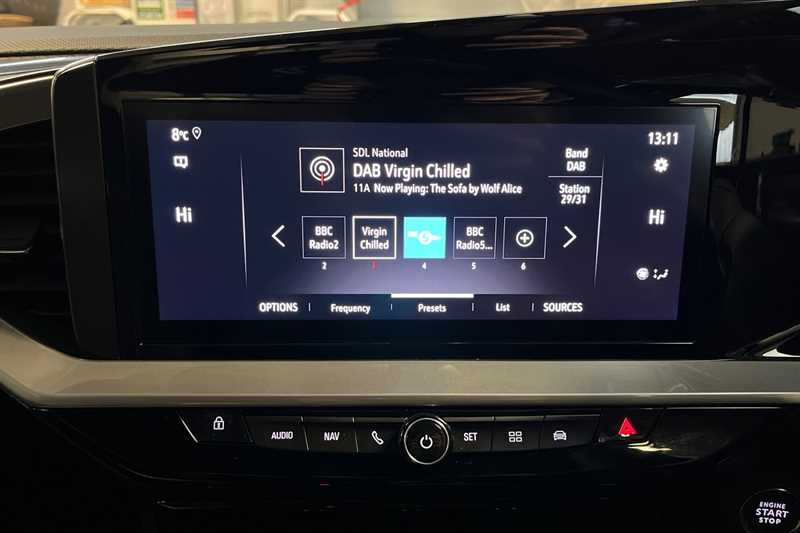 8°C
13:11
SDL National
DAB Virgin Chilled
11A Now Playing: The Sofa by Wolf Alice
Band
DAB
Station
29/31
Hi
Hi
BBC
Radio2
Virgin
Chilled
5
BBC
Radio5...
2
3
4
5
6
OPTIONS
Frequency
Presets
List
SOURCES
AUDIO
NAV
SET
ENGINE
START
STOP